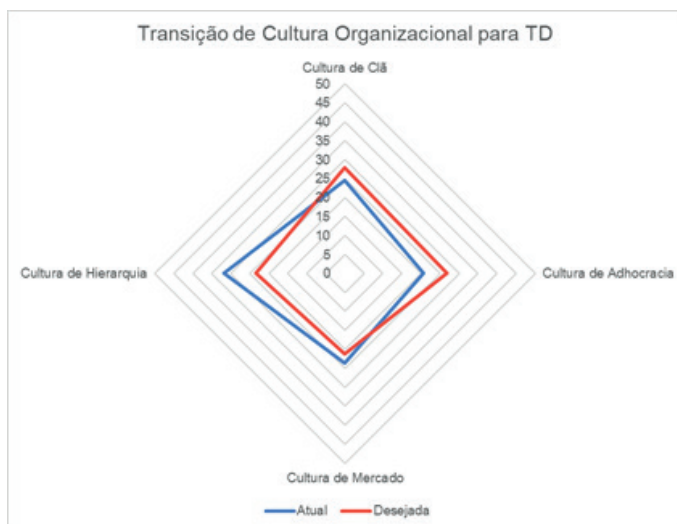 Transição de Cultura Organizacional para TD
Cultura de Clã
50
45
40
35
30
25
20
15
10
5
0
Cultura de Hierarquia
Cultura de Adhocracia
Cultura de Mercado
Atual
Desejada